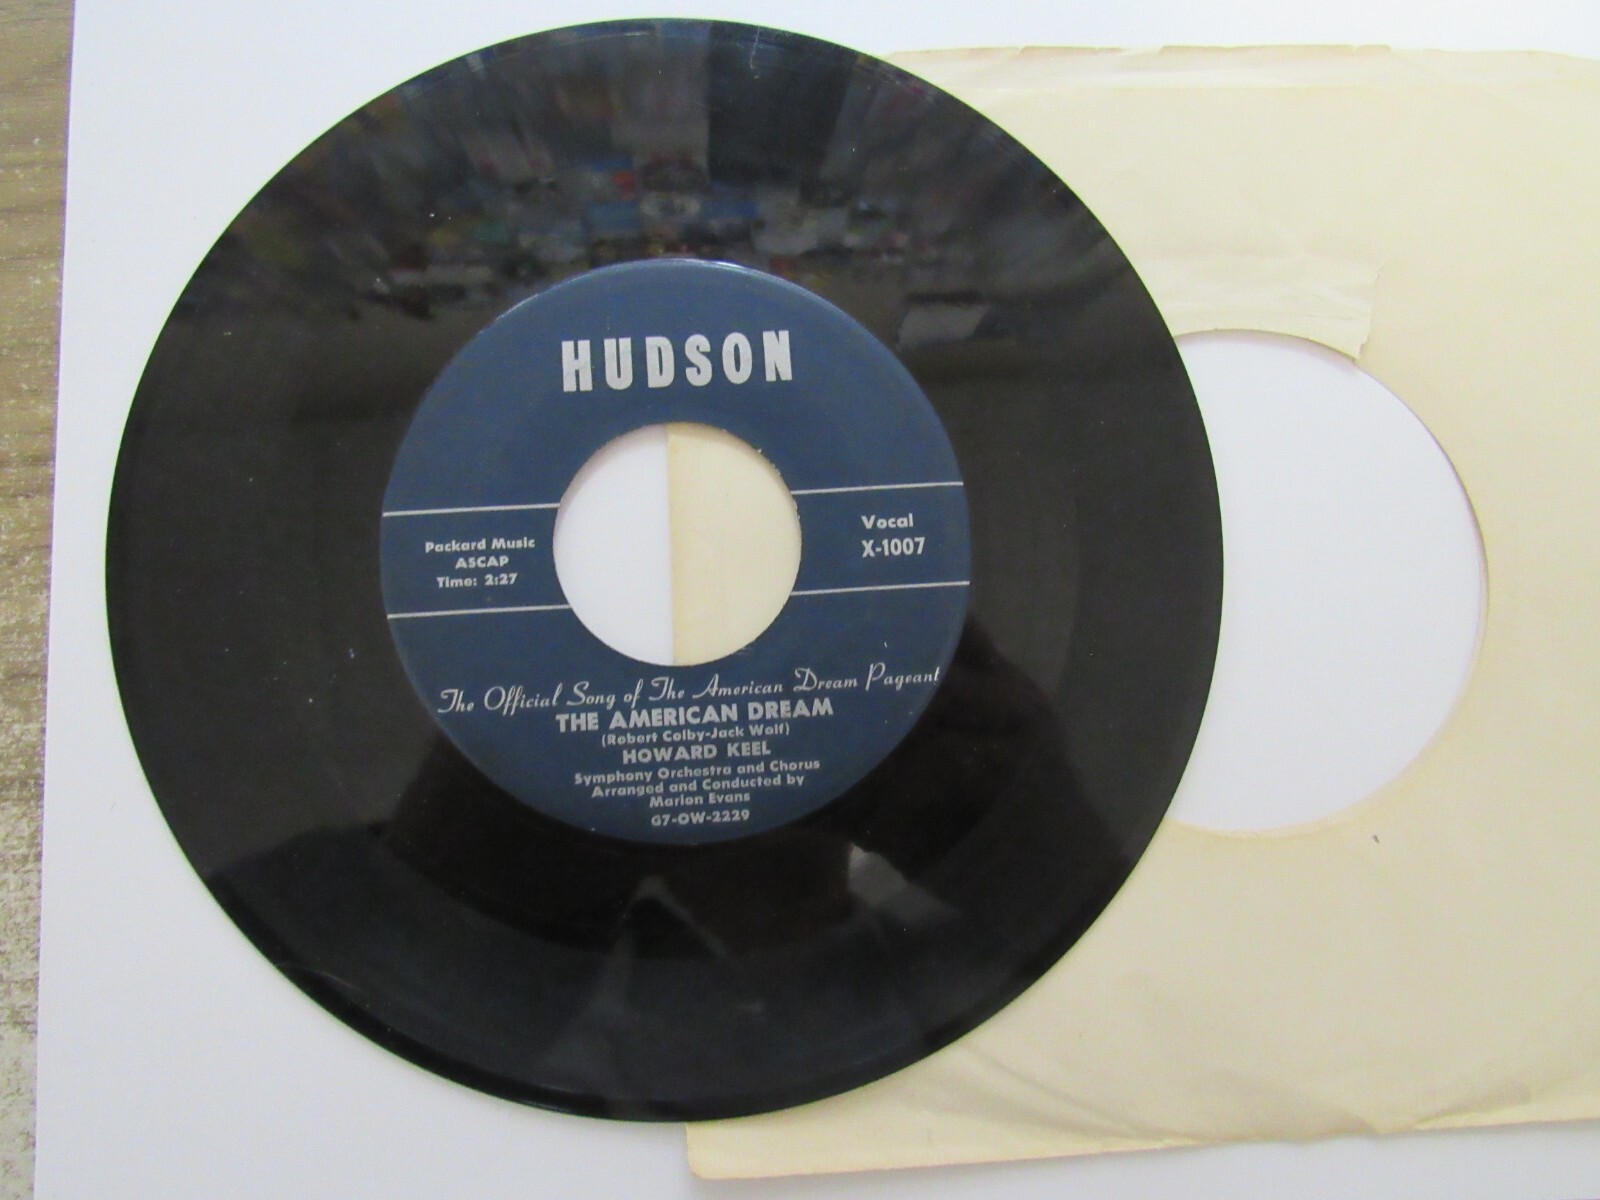 HUDSON
Packard Music
ASCAP
Time: 2:27
Vocal
X-1007
The Official Song of The American Dream Pageant
THE AMERICAN DREAM
(Robert Colby-Jack Wolf)
HOWARD KEEL
Symphony Orchestra and Chorus
Arranged and Conducted by
Marion Evans
G7-OW-2229